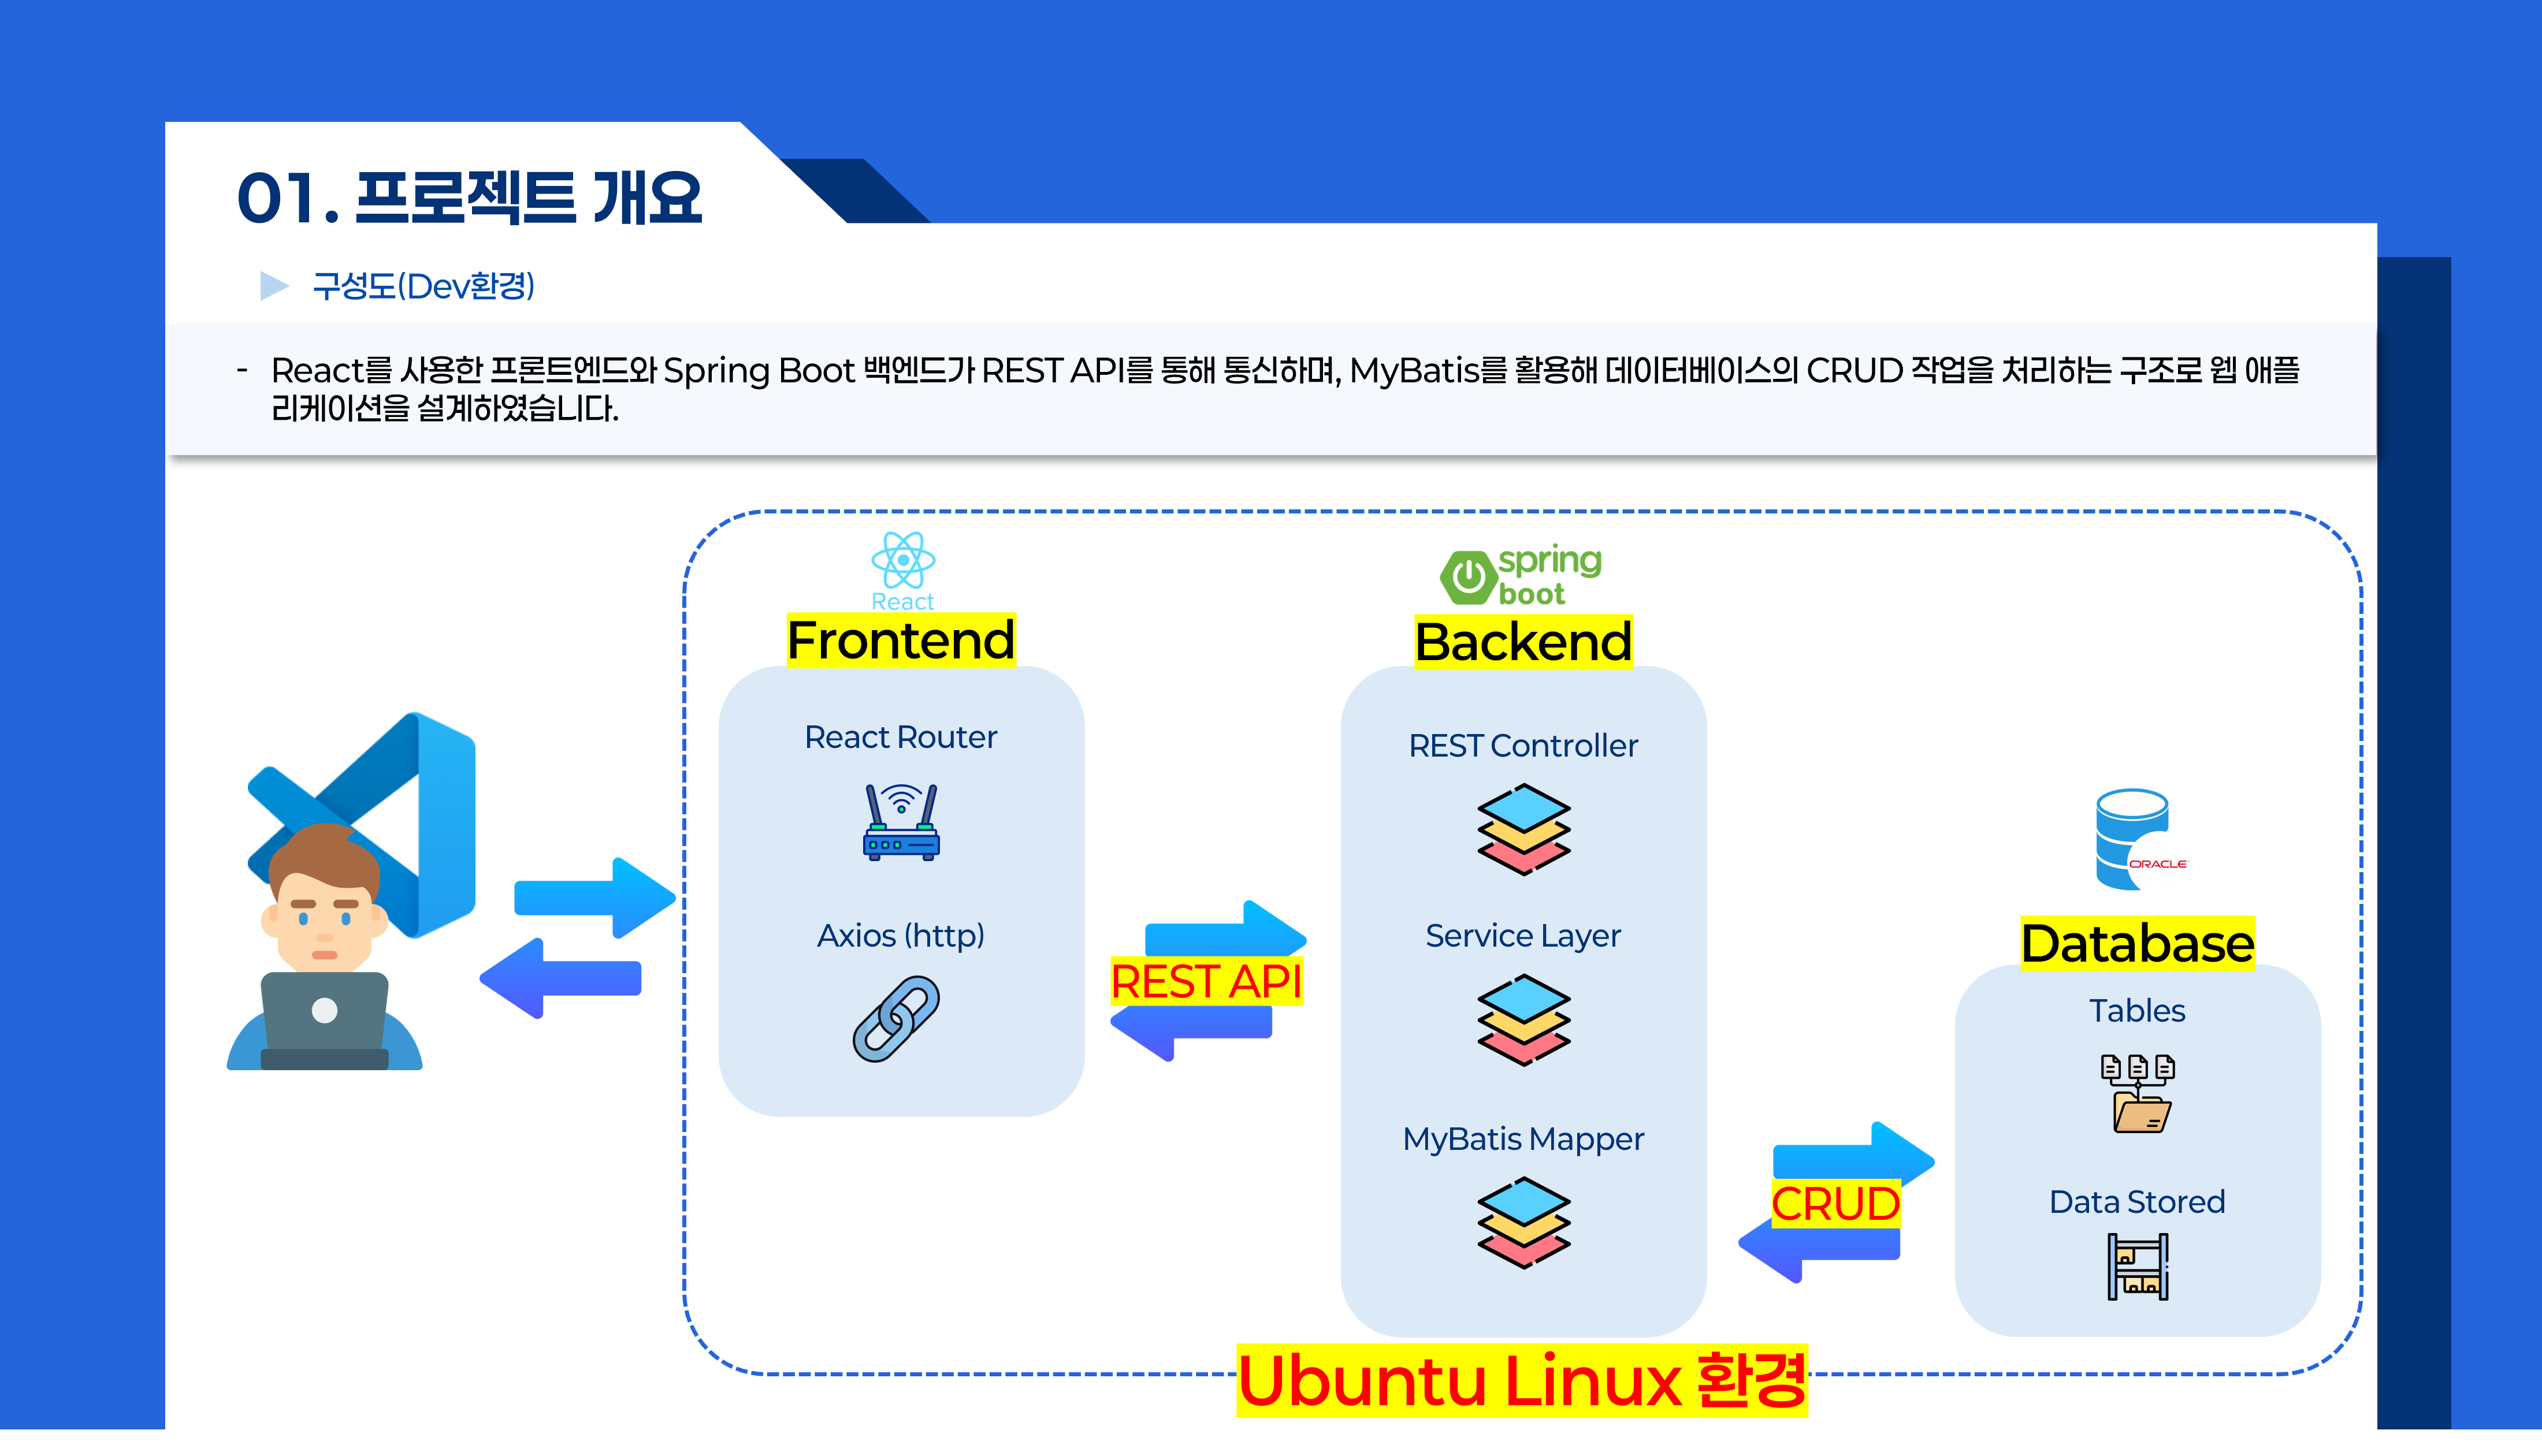 01. 프로젝트 개요
구성도(Dev환경)
- React를 사용한 프론트엔드와 Spring Boot 백엔드가 REST API를 통해 통신하며, MyBatis를 활용해 데이터베이스의 CRUD 작업을 처리하는 구조로 웹 애플
리케이션을 설계하였습니다.
React
Frontend
React Router
Axios (http)
REST API
spring
boot
Backend
REST Controller
Service Layer
MyBatis Mapper
CRUD
ORACLE
Database
Tables
Data Stored
Ubuntu Linux 환경